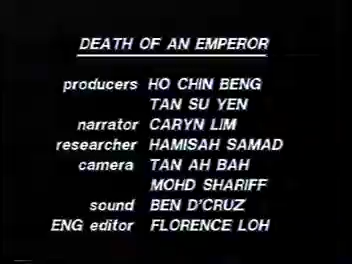 DEATH OF AN EMPEROR
producers HO CHIN BENG
TAN SU YEN
narrator CARYN LIM
researcher HAMISAH SAMAD
camera TAN AH BAH
MOHD SHARIFF
sound BEN D'CRUZ
ENG editor FLORENCE LOH